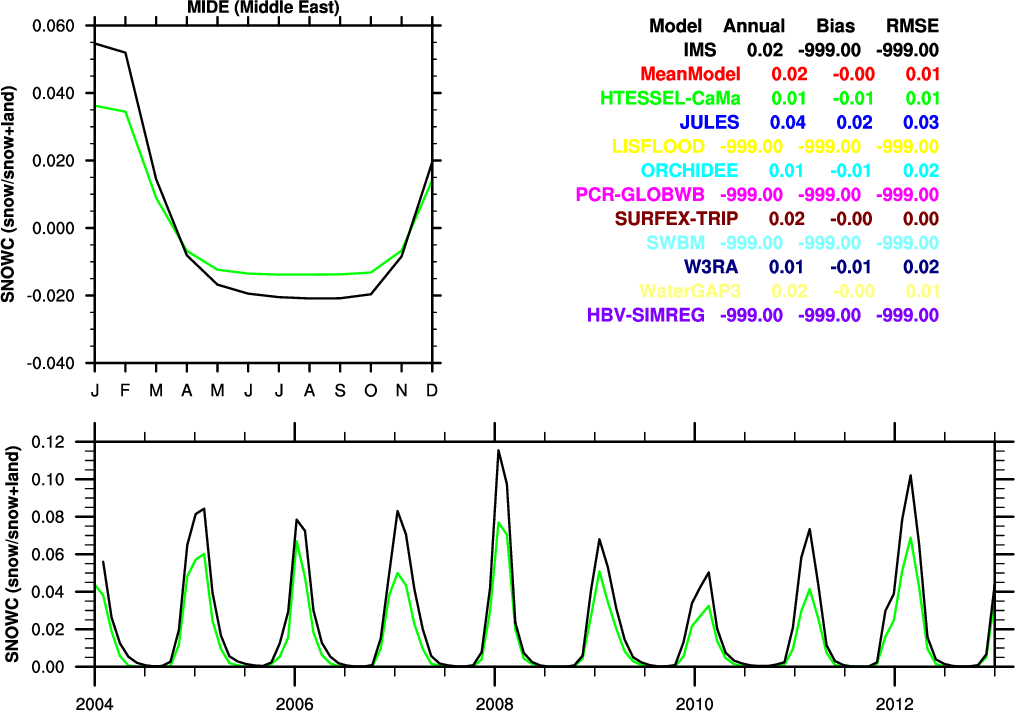 MIDE (Middle East)
0.060
0.040
0.020
0.000
-0.020
-0.040
SNOWC (snow/snow+land)
J F M A M J J A S O N D
Model Annual Bias RMSE
IMS 0.02 -999.00 -999.00
MeanModel 0.02 -0.00 0.01
HTESSEL-CaMa 0.01 -0.01 0.01
JULES 0.04 0.02 0.03
LISFLOOD -999.00 -999.00 -999.00
ORCHIDEE 0.01 -0.01 0.02
PCR-GLOBWB -999.00 -999.00 -999.00
SURFEX-TRIP 0.02 -0.00 0.00
SWBM -999.00 -999.00 -999.00
W3RA 0.01 -0.01 0.02
WaterGAP3 0.02 -0.00 0.01
HBV-SIMREG -999.00 -999.00 -999.00
0.12
0.10
0.08
0.06
0.04
0.02
0.00
SNOWC (snow/snow+land)
2004 2006 2008 2010 2012